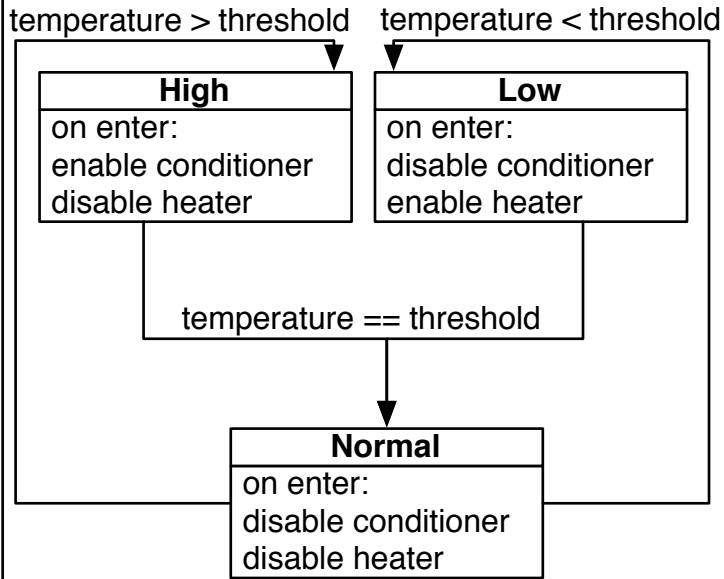 temperature > threshold
temperature < threshold
High
on enter:
enable conditioner
disable heater
Low
on enter:
disable conditioner
enable heater
temperature == threshold
Normal
on enter:
disable conditioner
disable heater